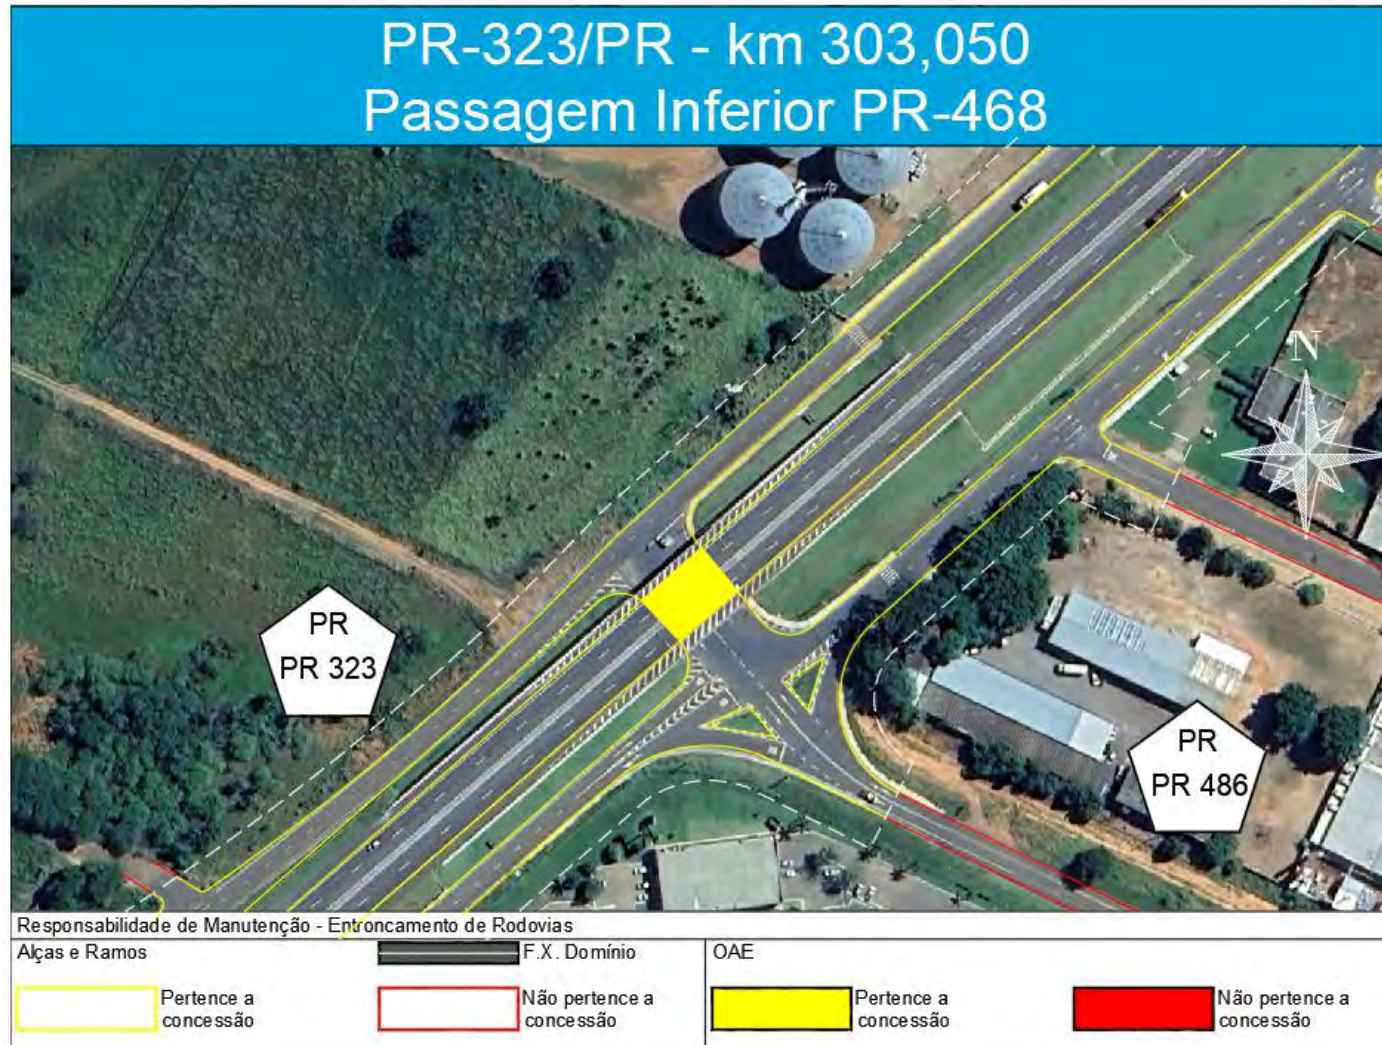 PR-323/PR - km 303,050
Passagem Inferior PR-468
N
PR
PR 323
PR
PR 486
Responsabilidade de Manutenção - Entroncamento de Rodovias
Alças e Ramos
F.X. Domínio
OAE
Pertence a
concessão
Não pertence a
concessão
Pertence a
concessão
Não pertence a
concessão